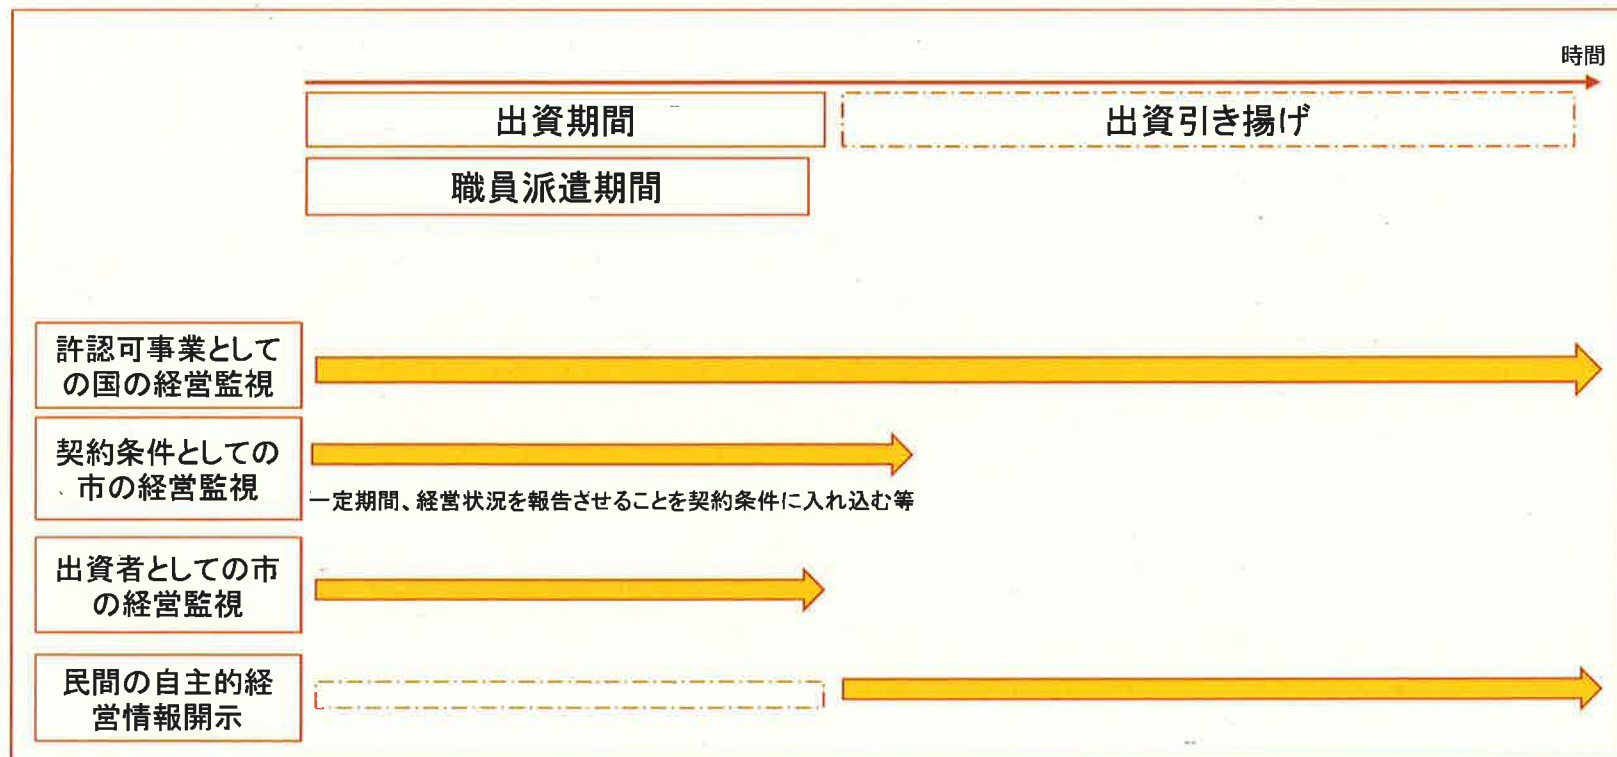 時間
出資期間
出資引き揚げ
職員派遣期間
許認可事業として
の国の経営監視
契約条件としての
市の経営監視
一定期間、経営状況を報告させることを契約条件に入れ込む等
出資者としての市
の経営監視
民間の自主的経
営情報開示